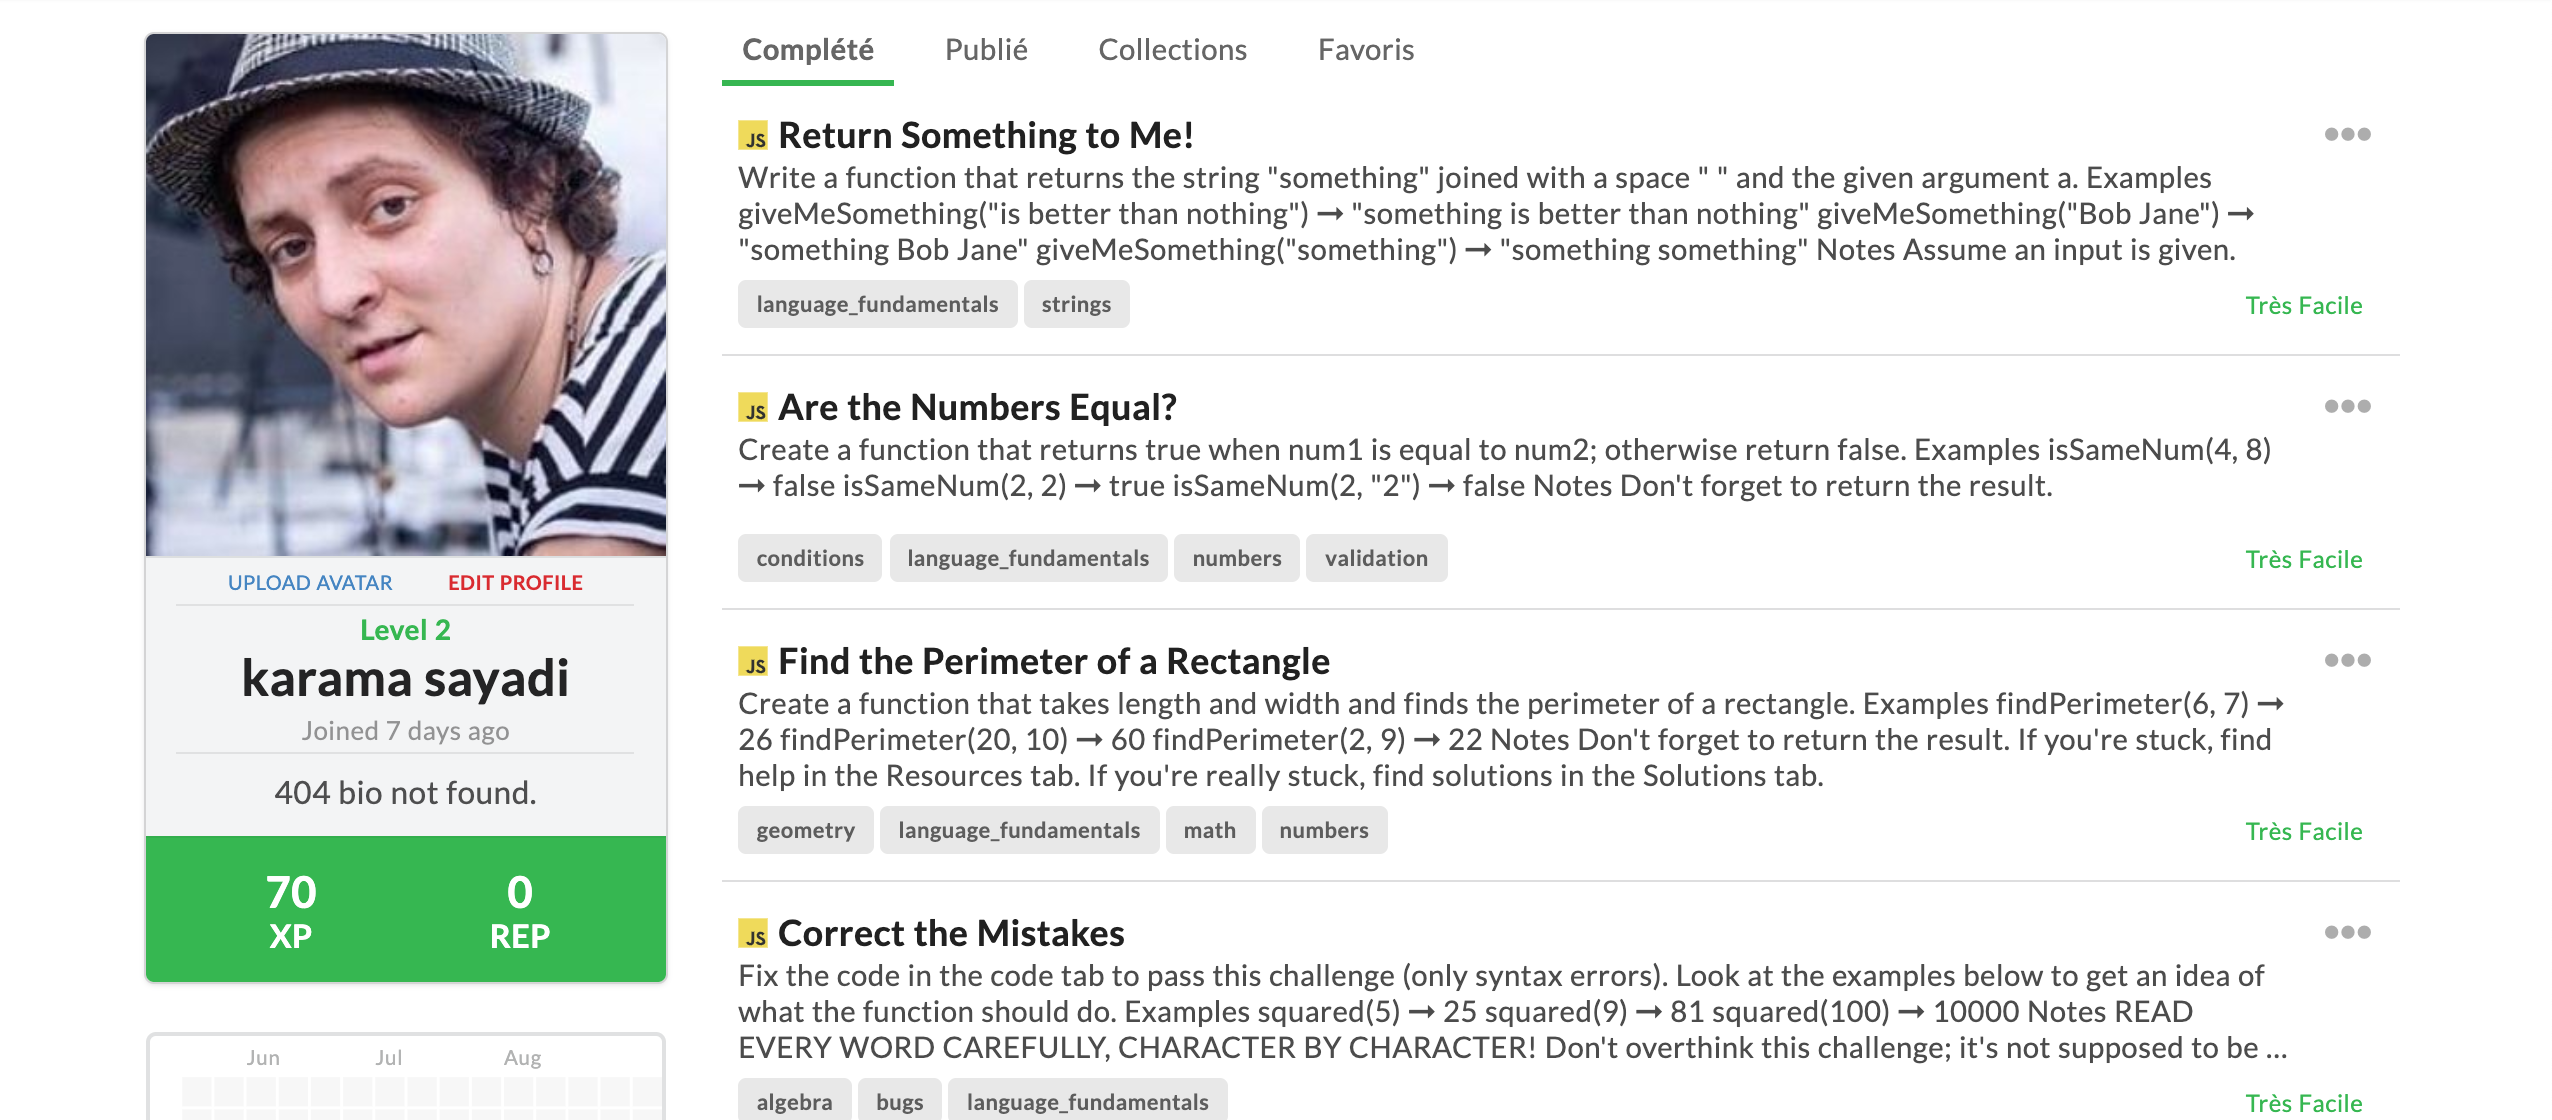 UPLOAD AVATAR EDIT PROFILE
Level 2
karama sayadi
Joined 7 days ago
404 bio not found.
70 0
XP REP
Jun Jul Aug
Complété Publié Collections Favoris
JS Return Something to Me!
Write a function that returns the string "something" joined with a space " " and the given argument a. Examples
giveMeSomething("is better than nothing") ➞ "something is better than nothing" giveMeSomething("Bob Jane") ➞
"something Bob Jane" giveMeSomething("something") ➞ "something something" Notes Assume an input is given.
language_fundamentals strings Très Facile
JS Are the Numbers Equal?
Create a function that returns true when num1 is equal to num2; otherwise return false. Examples isSameNum(4, 8)
➞ false isSameNum(2, 2) ➞ true isSameNum(2, "2") ➞ false Notes Don't forget to return the result.
conditions language_fundamentals numbers validation Très Facile
JS Find the Perimeter of a Rectangle
Create a function that takes length and width and finds the perimeter of a rectangle. Examples findPerimeter(6, 7) ➞
26 findPerimeter(20, 10) ➞ 60 findPerimeter(2, 9) ➞ 22 Notes Don't forget to return the result. If you're stuck, find
help in the Resources tab. If you're really stuck, find solutions in the Solutions tab.
geometry language_fundamentals math numbers Très Facile
JS Correct the Mistakes
Fix the code in the code tab to pass this challenge (only syntax errors). Look at the examples below to get an idea of
what the function should do. Examples squared(5) ➞ 25 squared(9) ➞ 81 squared(100) ➞ 10000 Notes READ
EVERY WORD CAREFULLY, CHARACTER BY CHARACTER! Don't overthink this challenge; it's not supposed to be ...
algebra bugs language_fundamentals Très Facile